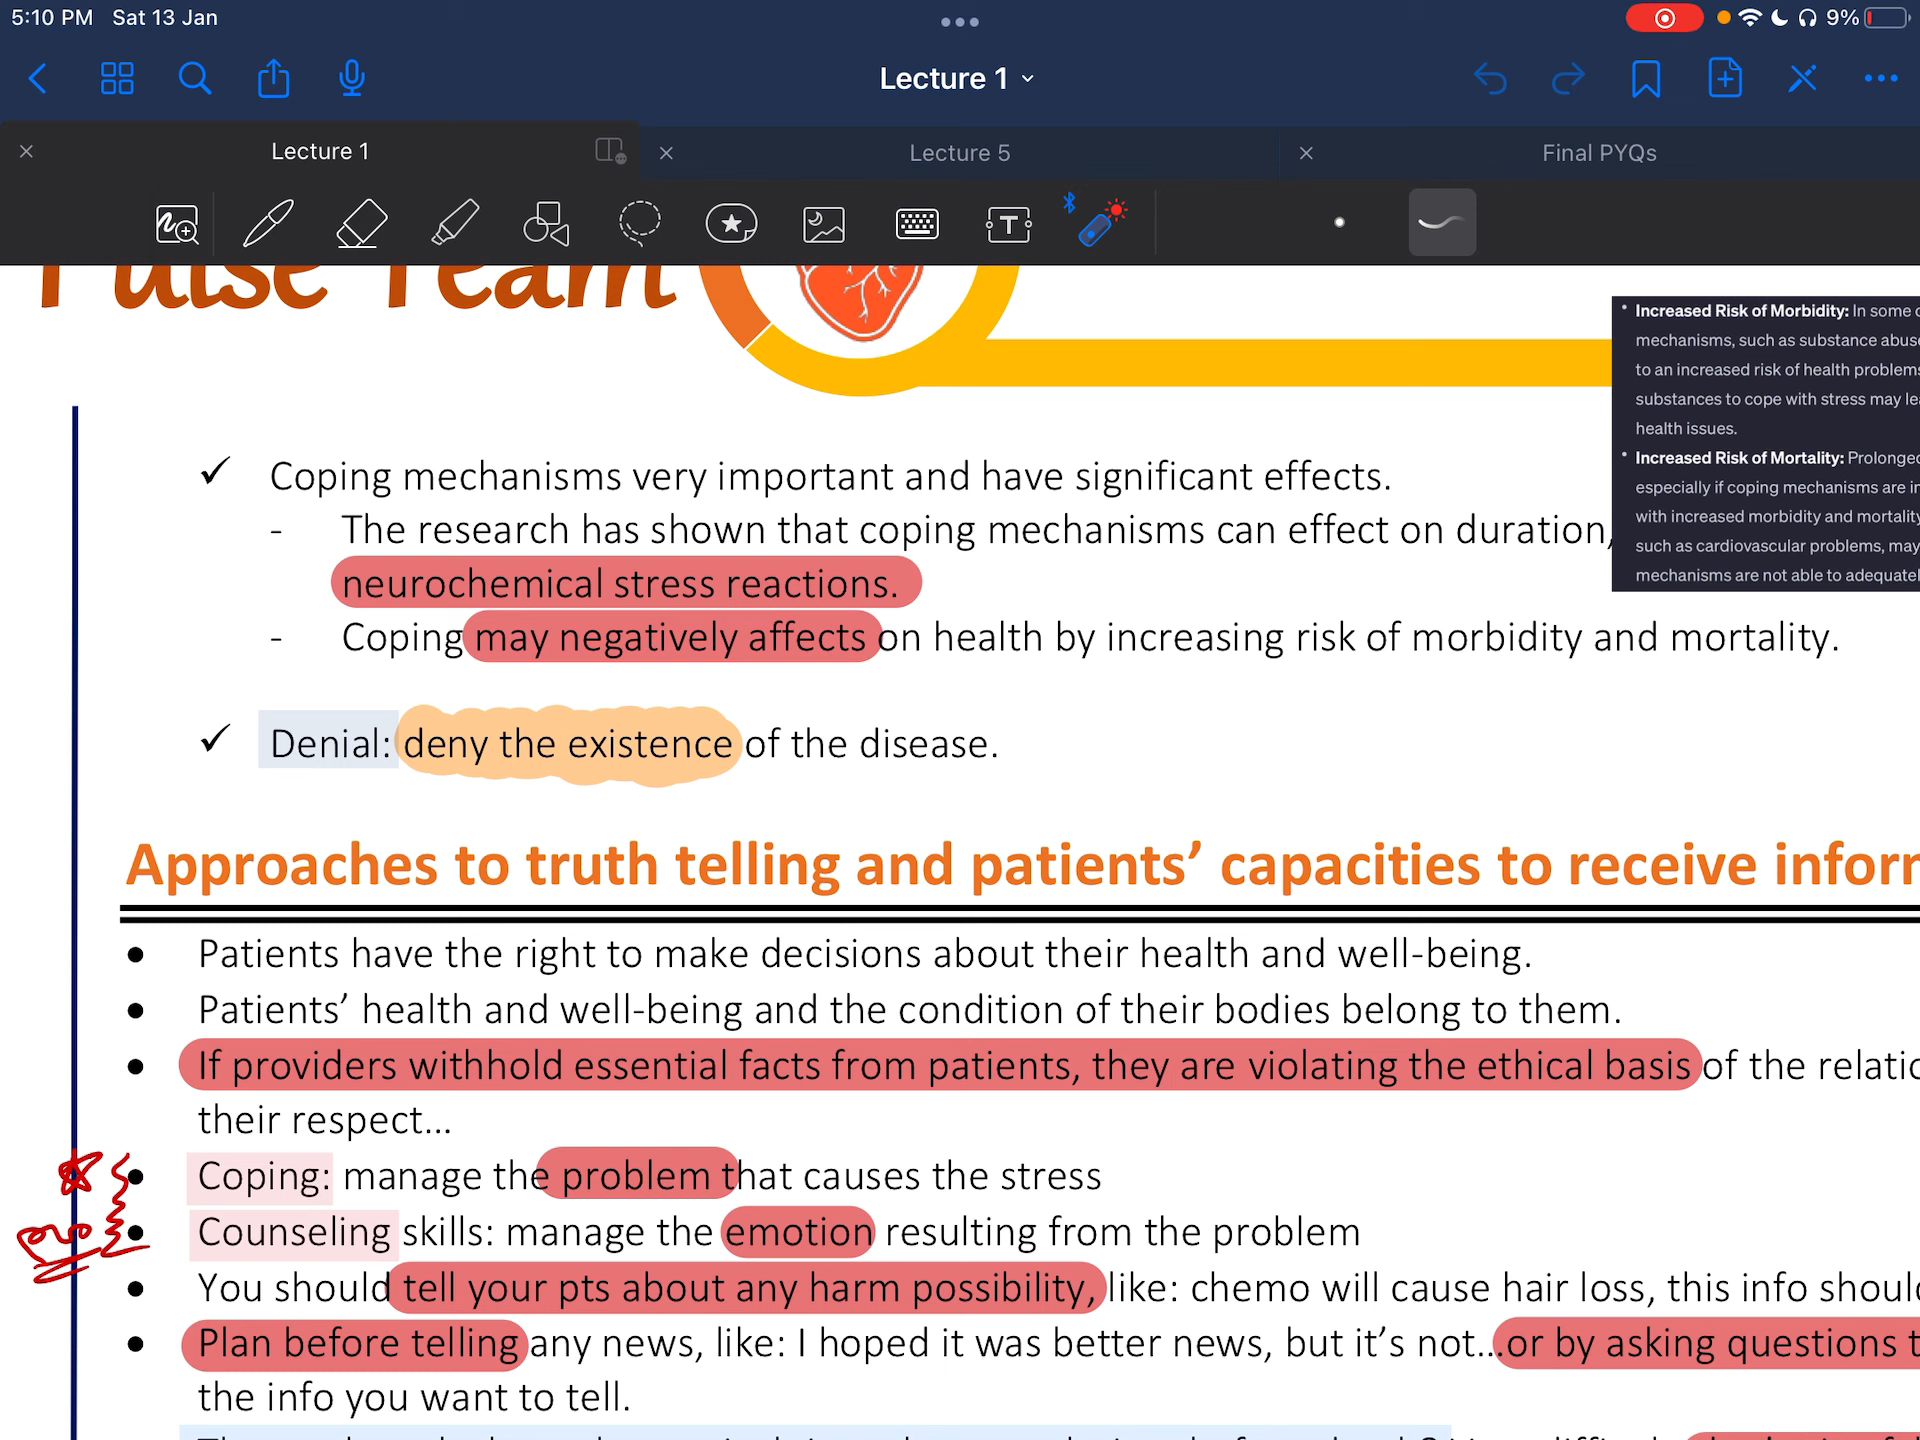 5:10 PM Sat 13 Jan
9%
Lecture 1
Lecture 1
Lecture 5
Final PYQs
Pulse Team
Increased Risk of Morbidity: In some
mechanisms, such as substance abuse
to an increased risk of health problems
substances to cope with stress may
health issues.
Increased Risk of Mortality: Prolonged
especially if coping mechanisms are
with increased morbidity and mortality
such as cardiovascular problems, may
mechanisms are not able to
✓ Coping mechanisms very important and have significant effects.
- The research has shown that coping mechanisms can effect on duration,
neurochemical stress reactions.
- Coping may negatively affects on health by increasing risk of morbidity and mortality.
✓ Denial: deny the existence of the disease.
Approaches to truth telling and patients’ capacities to receive
• Patients have the right to make decisions about their health and well-being.
• Patients’ health and well-being and the condition of their bodies belong to them.
• If providers withhold essential facts from patients, they are violating the ethical basis of the
their respect...
• Coping: manage the problem that causes the stress
• Counseling skills: manage the emotion resulting from the problem
• You should tell your pts about any harm possibility, like: chemo will cause hair loss, this info
• Plan before telling any news, like: I hoped it was better news, but it’s not...or by asking questions
the info you want to tell.